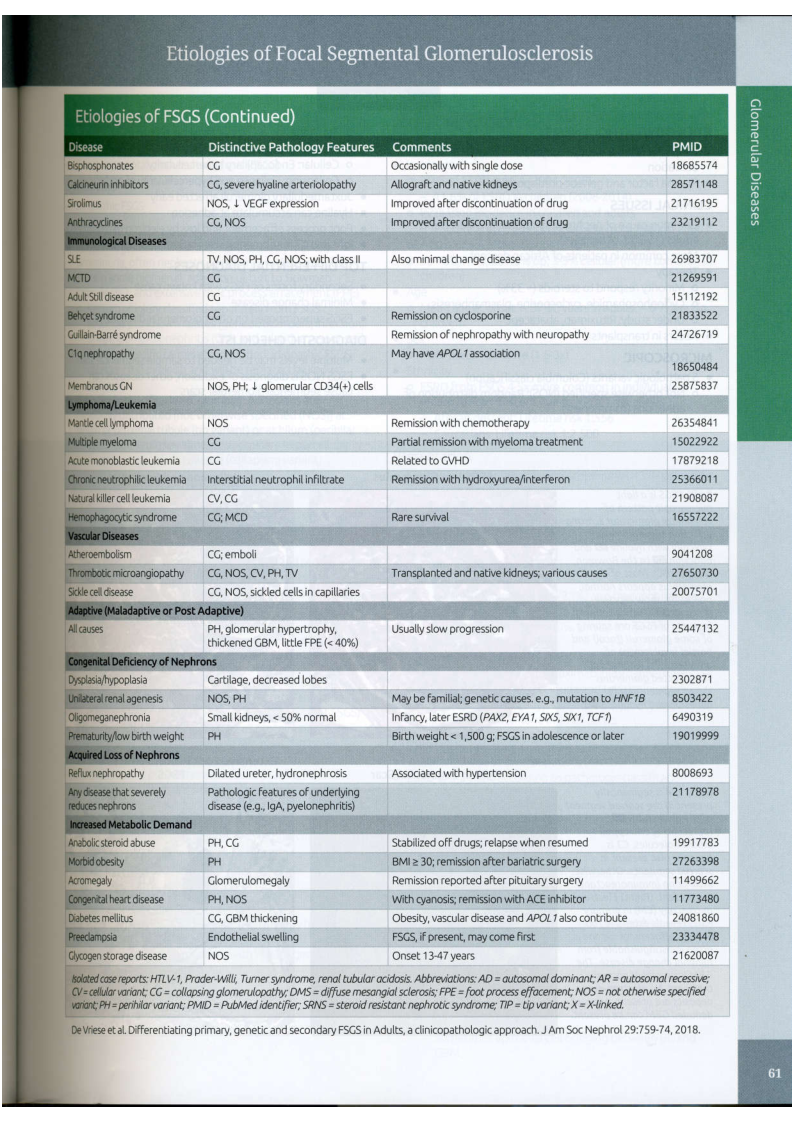 Etiologies of Focal Segmental Glomerulosclerosis
Glomerular Diseases
Etiologies of FSGS (Continued)
Disease Distinctive Pathology Features Comments PMID
Bisphosphonates CG Occasionally with single dose 18685574
Calcineurin inhibitors CG, severe hyaline arteriolopathy Allograft and native kidneys 28571148
Sirolimus NOS, ↓ VEGF expression Improved after discontinuation of drug 21716195
Anthracyclines CG, NOS Improved after discontinuation of drug 23219112
Immunological Diseases
SLE TV, NOS, PH, CG, NOS; with class II Also minimal change disease 26983707
MCTD CG 21269591
Adult Still disease CG 15112192
Behçet syndrome CG Remission on cyclosporine 21833522
Guillain-Barré syndrome Remission of nephropathy with neuropathy 24726719
C1q nephropathy CG, NOS May have APOL1 association
18650484
Membranous GN NOS, PH; ↓ glomerular CD34(+) cells 25875837
Lymphoma/Leukemia
Mantle cell lymphoma NOS Remission with chemotherapy 26354841
Multiple myeloma CG Partial remission with myeloma treatment 15022922
Acute monoblastic leukemia CG Related to GVHD 17879218
Chronic neutrophilic leukemia Interstitial neutrophil infiltrate Remission with hydroxyurea/interferon 25366011
Natural killer cell leukemia CV, CG 21908087
Hemophagocytic syndrome CG; MCD Rare survival 16557222
Vascular Diseases
Atheroembolism CG; emboli 9041208
Thrombotic microangiopathy CG, NOS, CV, PH, TV Transplanted and native kidneys; various causes 27650730
Sickle cell disease CG, NOS, sickled cells in capillaries 20075701
Adaptive (Maladaptive or Post Adaptive)
All causes PH, glomerular hypertrophy, Usually slow progression 25447132
thickened GBM, little FPE (< 40%)
Congenital Deficiency of Nephrons
Dysplasia/hypoplasia Cartilage, decreased lobes 2302871
Unilateral renal agenesis NOS, PH May be familial; genetic causes. e.g., mutation to HNF1B 8503422
Oligomeganephronia Small kidneys, < 50% normal Infancy, later ESRD (PAX2, EYA1, SIX5, SIX1, TCF1) 6490319
Prematurity/low birth weight PH Birth weight < 1,500 g; FSGS in adolescence or later 19019999
Acquired Loss of Nephrons
Reflux nephropathy Dilated ureter, hydronephrosis Associated with hypertension 8008693
Any disease that severely Pathologic features of underlying 21178978
reduces nephrons disease (e.g., IgA, pyelonephritis)
Increased Metabolic Demand
Anabolic steroid abuse PH, CG Stabilized off drugs; relapse when resumed 19917783
Morbid obesity PH BMI ≥ 30; remission after bariatric surgery 27263398
Acromegaly Glomerulomegaly Remission reported after pituitary surgery 11499662
Congenital heart disease PH, NOS With cyanosis; remission with ACE inhibitor 11773480
Diabetes mellitus CG, GBM thickening Obesity, vascular disease and APOL1 also contribute 24081860
Preeclampsia Endothelial swelling FSGS, if present, may come first 23334478
Glycogen storage disease NOS Onset 13-47 years 21620087
Isolated case reports: HTLV-1, Prader-Willi, Turner syndrome, renal tubular acidosis. Abbreviations: AD = autosomal dominant; AR = autosomal recessive;
CV = cellular variant; CG = collapsing glomerulopathy; DMS = diffuse mesangial sclerosis; FPE = foot process effacement; NOS = not otherwise specified
variant; PH = perihilar variant; PMID = PubMed identifier; SRNS = steroid resistant nephrotic syndrome; TIP = tip variant; X = X-linked.
De Vriese et al. Differentiating primary, genetic and secondary FSGS in Adults, a clinicopathologic approach. J Am Soc Nephrol 29:759-74, 2018.
61